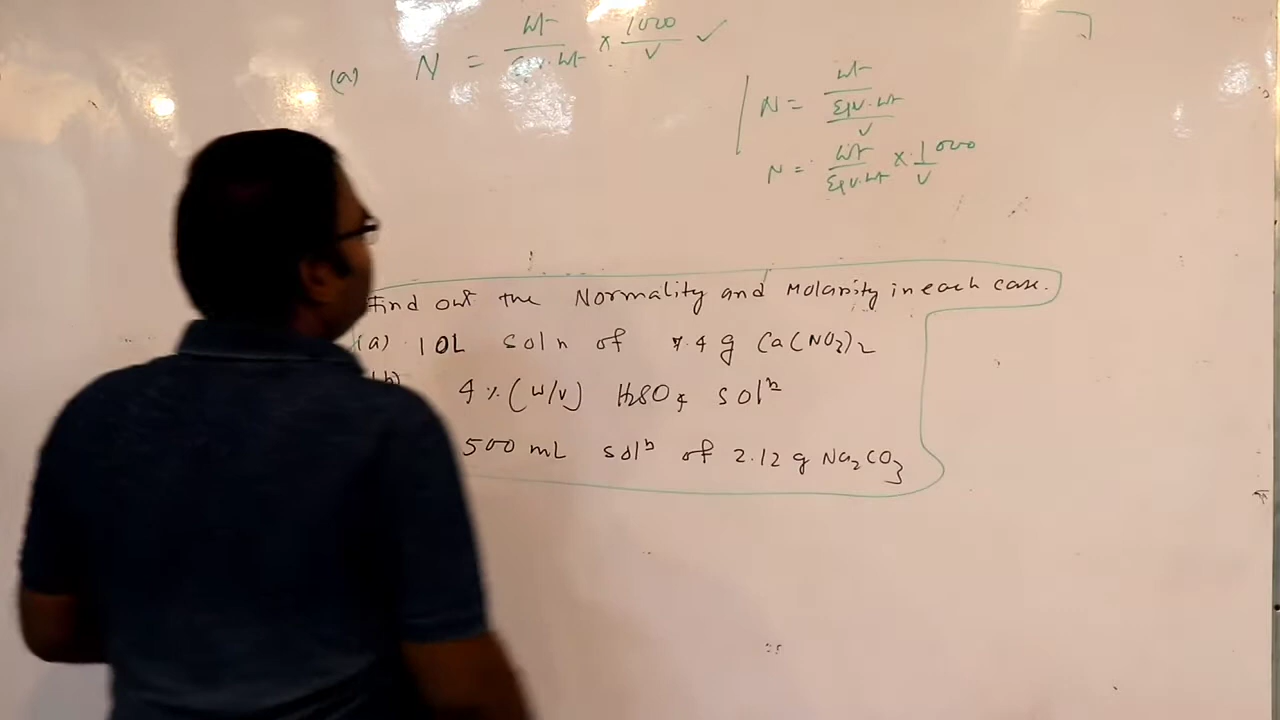 (a) N = wt/Eqv.wt × 1000/V ✓
N = wt/Eqv.wt/V
N = wt/Eqv.wt × 1000/V
Find out the Normality and Molarity in each case.
(a) 10L soln of 7.4 g Ca(NO3)2
(b) 4%(w/v) H2SO4 solⁿ
500 mL solⁿ of 2.12 g Na2CO3